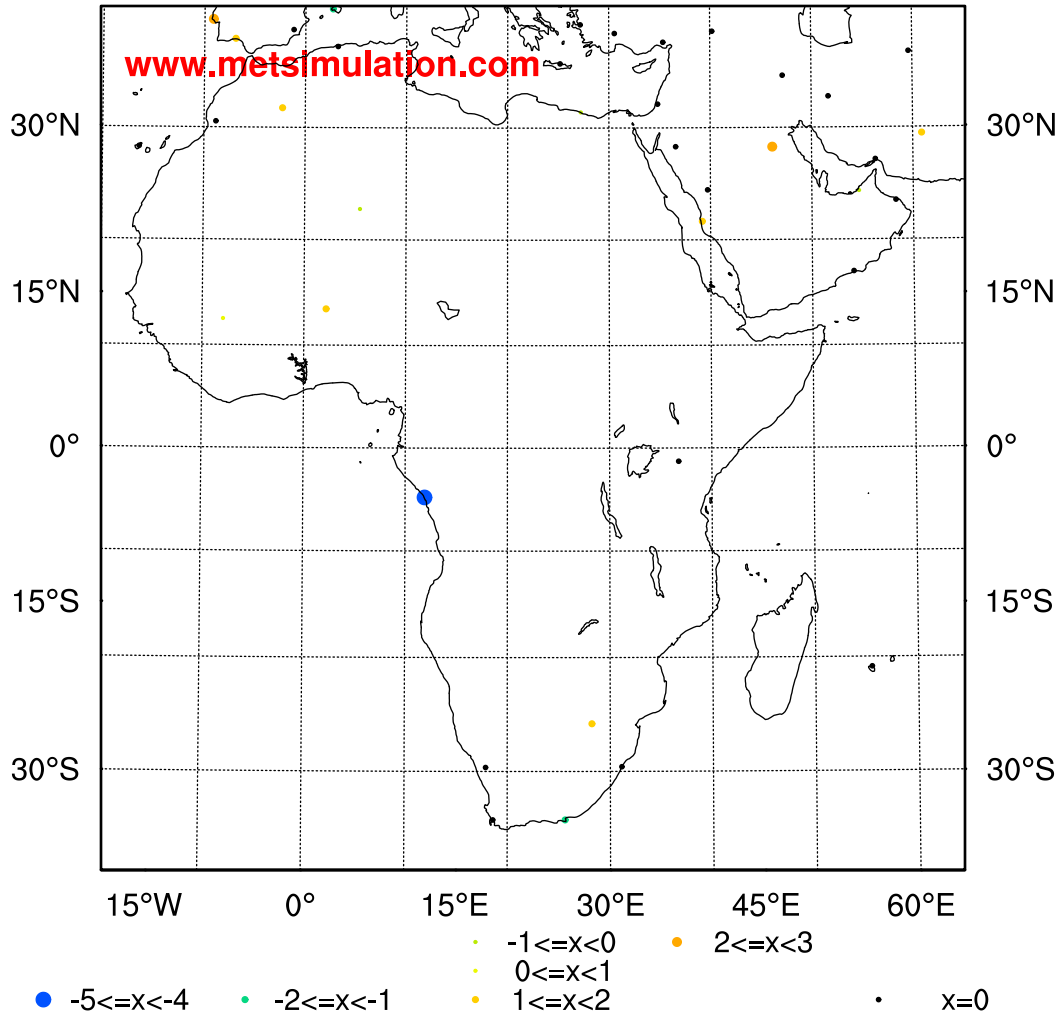 www.metsimulation.com
30°N 30°N
15°N 15°N
0° 0°
15°S 15°S
30°S 30°S
15°W 0° 15°E 30°E 45°E 60°E
-1<=x<0 2<=x<3
0<=x<1
-5<=x<-4 -2<=x<-1 1<=x<2 x=0